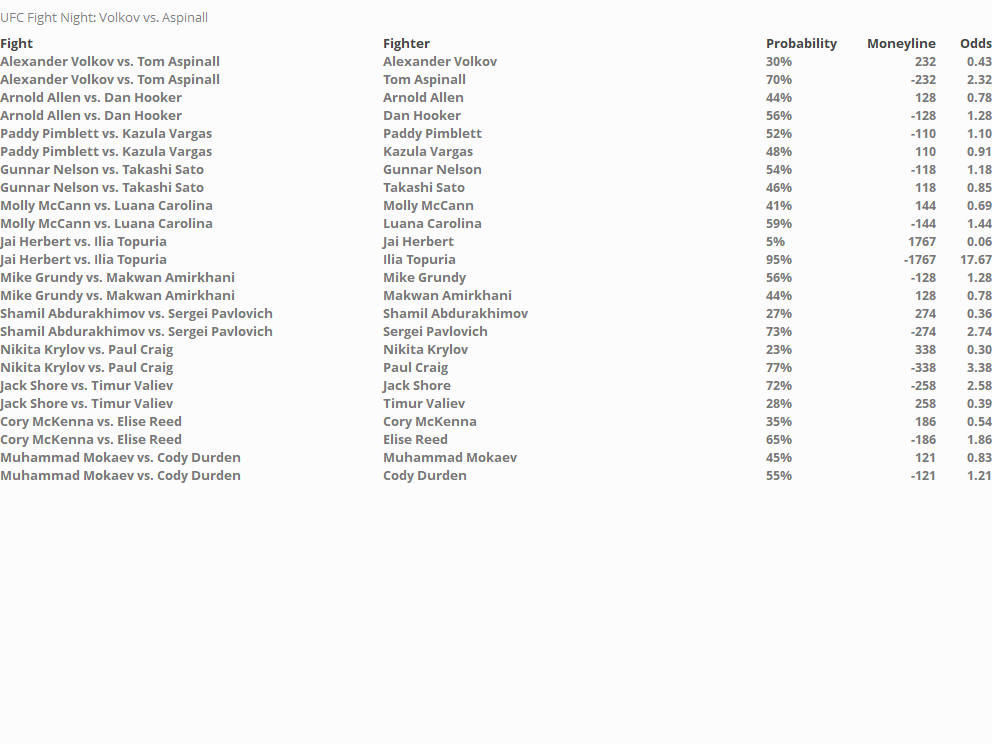 UFC Fight Night: Volkov vs. Aspinall
Fight Fighter Probability Moneyline Odds
Alexander Volkov vs. Tom Aspinall Alexander Volkov 30% 232 0.43
Alexander Volkov vs. Tom Aspinall Tom Aspinall 70% -232 2.32
Arnold Allen vs. Dan Hooker Arnold Allen 44% 128 0.78
Arnold Allen vs. Dan Hooker Dan Hooker 56% -128 1.28
Paddy Pimblett vs. Kazula Vargas Paddy Pimblett 52% -110 1.10
Paddy Pimblett vs. Kazula Vargas Kazula Vargas 48% 110 0.91
Gunnar Nelson vs. Takashi Sato Gunnar Nelson 54% -118 1.18
Gunnar Nelson vs. Takashi Sato Takashi Sato 46% 118 0.85
Molly McCann vs. Luana Carolina Molly McCann 41% 144 0.69
Molly McCann vs. Luana Carolina Luana Carolina 59% -144 1.44
Jai Herbert vs. Ilia Topuria Jai Herbert 5% 1767 0.06
Jai Herbert vs. Ilia Topuria Ilia Topuria 95% -1767 17.67
Mike Grundy vs. Makwan Amirkhani Mike Grundy 56% -128 1.28
Mike Grundy vs. Makwan Amirkhani Makwan Amirkhani 44% 128 0.78
Shamil Abdurakhimov vs. Sergei Pavlovich Shamil Abdurakhimov 27% 274 0.36
Shamil Abdurakhimov vs. Sergei Pavlovich Sergei Pavlovich 73% -274 2.74
Nikita Krylov vs. Paul Craig Nikita Krylov 23% 338 0.30
Nikita Krylov vs. Paul Craig Paul Craig 77% -338 3.38
Jack Shore vs. Timur Valiev Jack Shore 72% -258 2.58
Jack Shore vs. Timur Valiev Timur Valiev 28% 258 0.39
Cory McKenna vs. Elise Reed Cory McKenna 35% 186 0.54
Cory McKenna vs. Elise Reed Elise Reed 65% -186 1.86
Muhammad Mokaev vs. Cody Durden Muhammad Mokaev 45% 121 0.83
Muhammad Mokaev vs. Cody Durden Cody Durden 55% -121 1.21